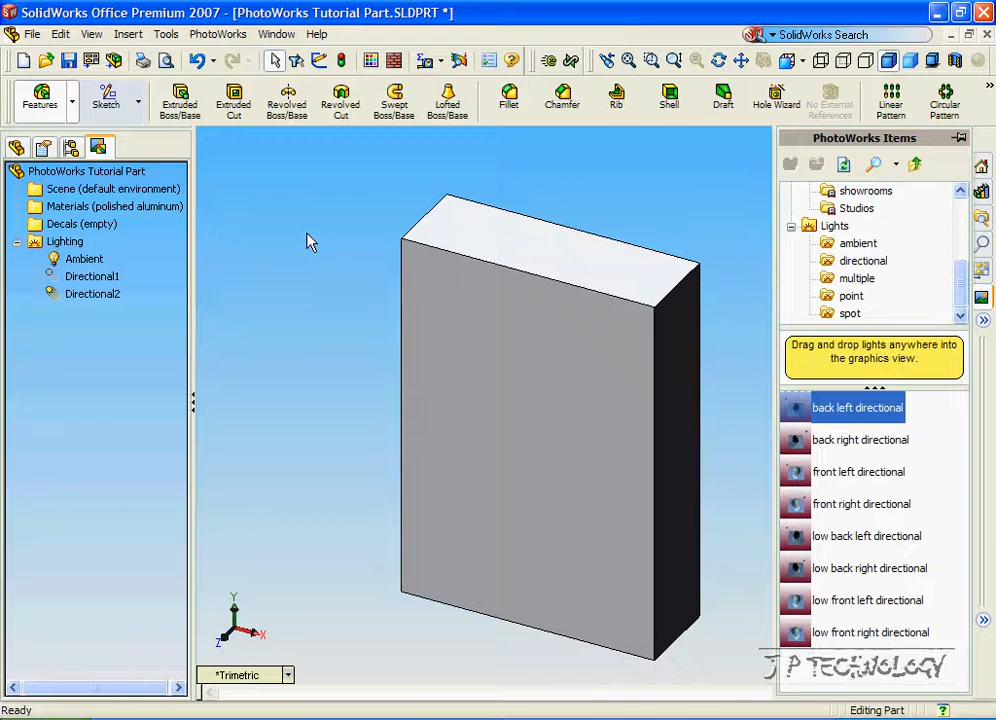 SolidWorks Office Premium 2007 - [PhotoWorks Tutorial Part.SLDPRT *]
File Edit View Insert Tools PhotoWorks Window Help
SolidWorks Search
Features
Sketch
Extruded Boss/Base
Extruded Cut
Revolved Boss/Base
Revolved Cut
Swept Boss/Base
Lofted Boss/Base
Fillet
Chamfer
Rib
Shell
Draft
Hole Wizard
No External References
Linear Pattern
Circular Pattern
PhotoWorks Tutorial Part
Scene (default environment)
Materials (polished aluminum)
Decals (empty)
Lighting
Ambient
Directional1
Directional2
Y
X
Z
*Trimetric
PhotoWorks Items
showrooms
Studios
Lights
ambient
directional
multiple
point
spot
Drag and drop lights anywhere into
the graphics view.
back left directional
back right directional
front left directional
front right directional
low back left directional
low back right directional
low front left directional
low front right directional
J P TECHNOLOGY
Ready
Editing Part